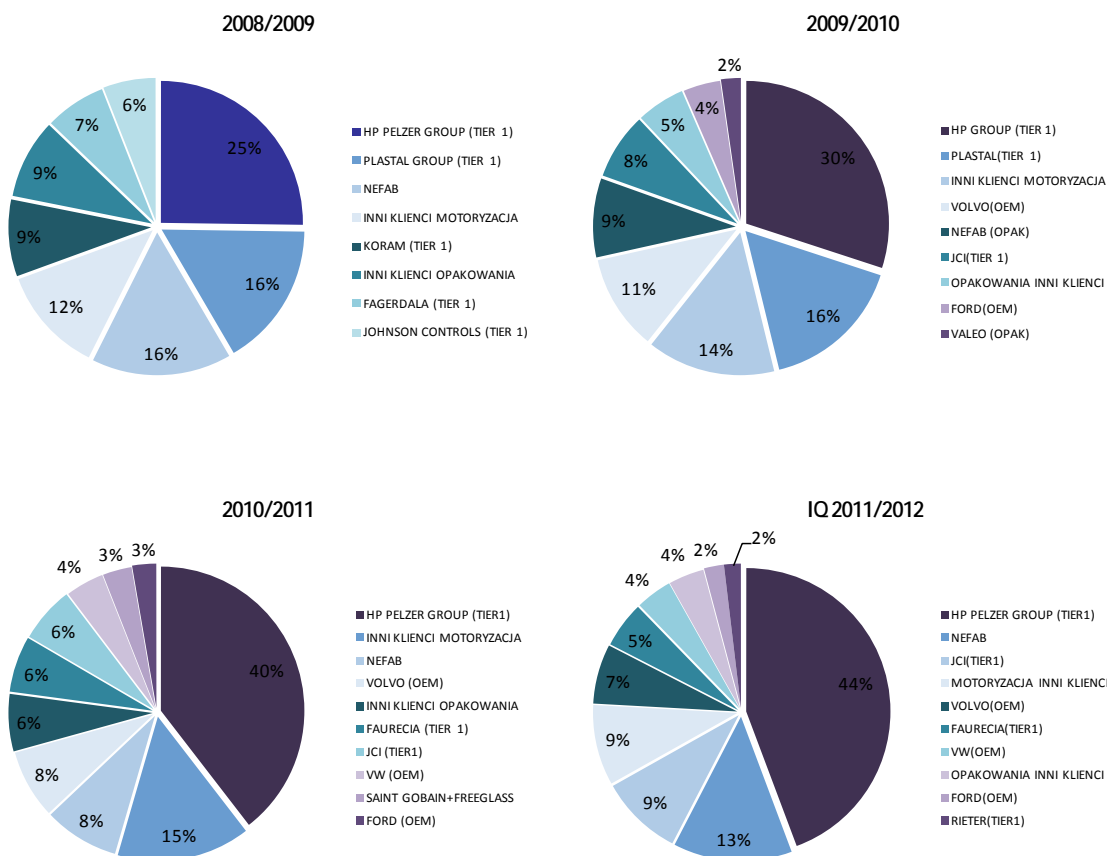 2008/2009
6%
7%
9%
9%
12%
16%
16%
25%
HP PELZER GROUP (TIER 1)
PLASTAL GROUP (TIER 1)
NEFAB
INNI KLIENCI MOTORYZACJA
KORAM (TIER 1)
INNI KLIENCI OPAKOWANIA
FAGERDALA (TIER 1)
JOHNSON CONTROLS (TIER 1)
2009/2010
2%
4%
5%
8%
9%
11%
14%
16%
30%
HP GROUP (TIER 1)
PLASTAL(TIER 1)
INNI KLIENCI MOTORYZACJA
VOLVO(OEM)
NEFAB (OPAK)
JCI(TIER 1)
OPAKOWANIA INNI KLIENCI
FORD(OEM)
VALEO (OPAK)
2010/2011
3%
3%
4%
6%
6%
6%
8%
8%
15%
40%
HP PELZER GROUP (TIER1)
INNI KLIENCI MOTORYZACJA
NEFAB
VOLVO (OEM)
INNI KLIENCI OPAKOWANIA
FAURECIA (TIER 1)
JCI (TIER1)
VW (OEM)
SAINT GOBAIN+FREEGLASS
FORD (OEM)
IQ 2011/2012
2%
2%
4%
4%
5%
7%
9%
9%
13%
44%
HP PELZER GROUP (TIER1)
NEFAB
JCI(TIER1)
MOTORYZACJA INNI KLIENCI
VOLVO(OEM)
FAURECIA(TIER1)
VW(OEM)
OPAKOWANIA INNI KLIENCI
FORD(OEM)
RIETER(TIER1)